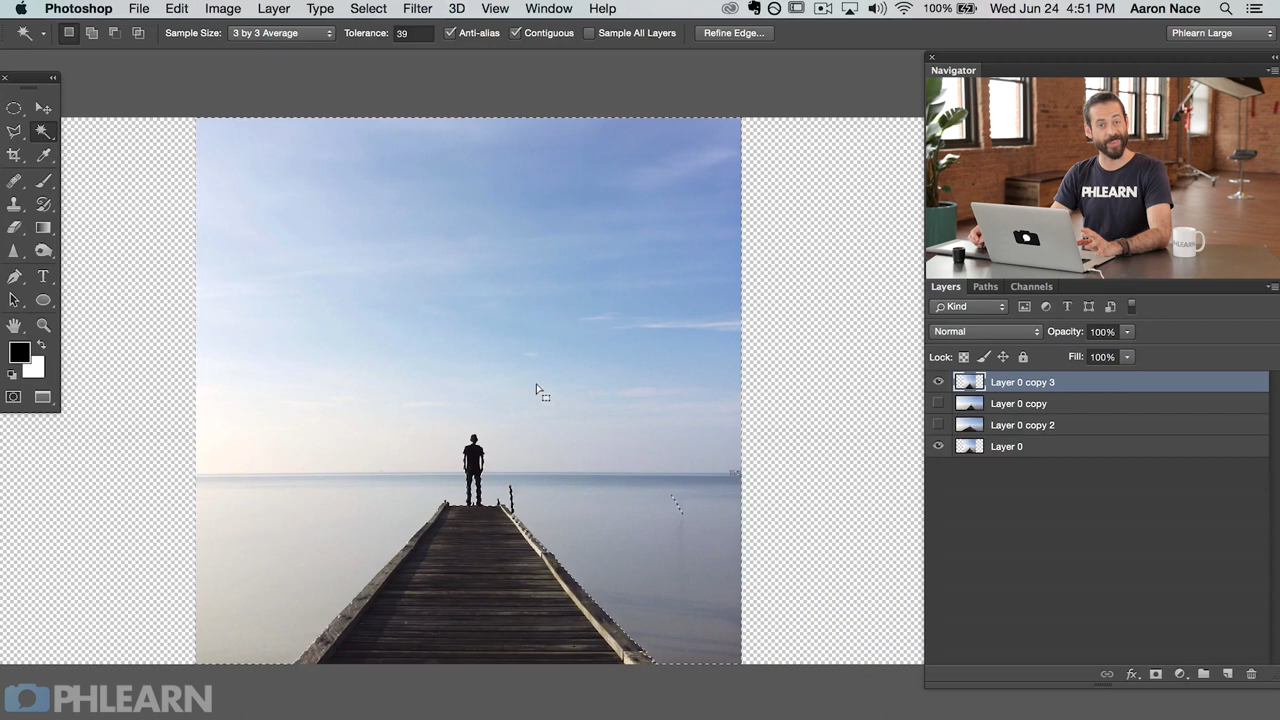 Photoshop File Edit Image Layer Type Select Filter 3D View Window Help 100% Wed Jun 24 4:51 PM Aaron Nace
Sample Size: 3 by 3 Average Tolerance: 39 Anti-alias Contiguous Sample All Layers Refine Edge... Phlearn Large
Navigator
PHLEARN
PHLEARN
Layers Paths Channels
Kind
Normal Opacity: 100%
Lock: Fill: 100%
Layer 0 copy 3
Layer 0 copy
Layer 0 copy 2
Layer 0
PHLEARN